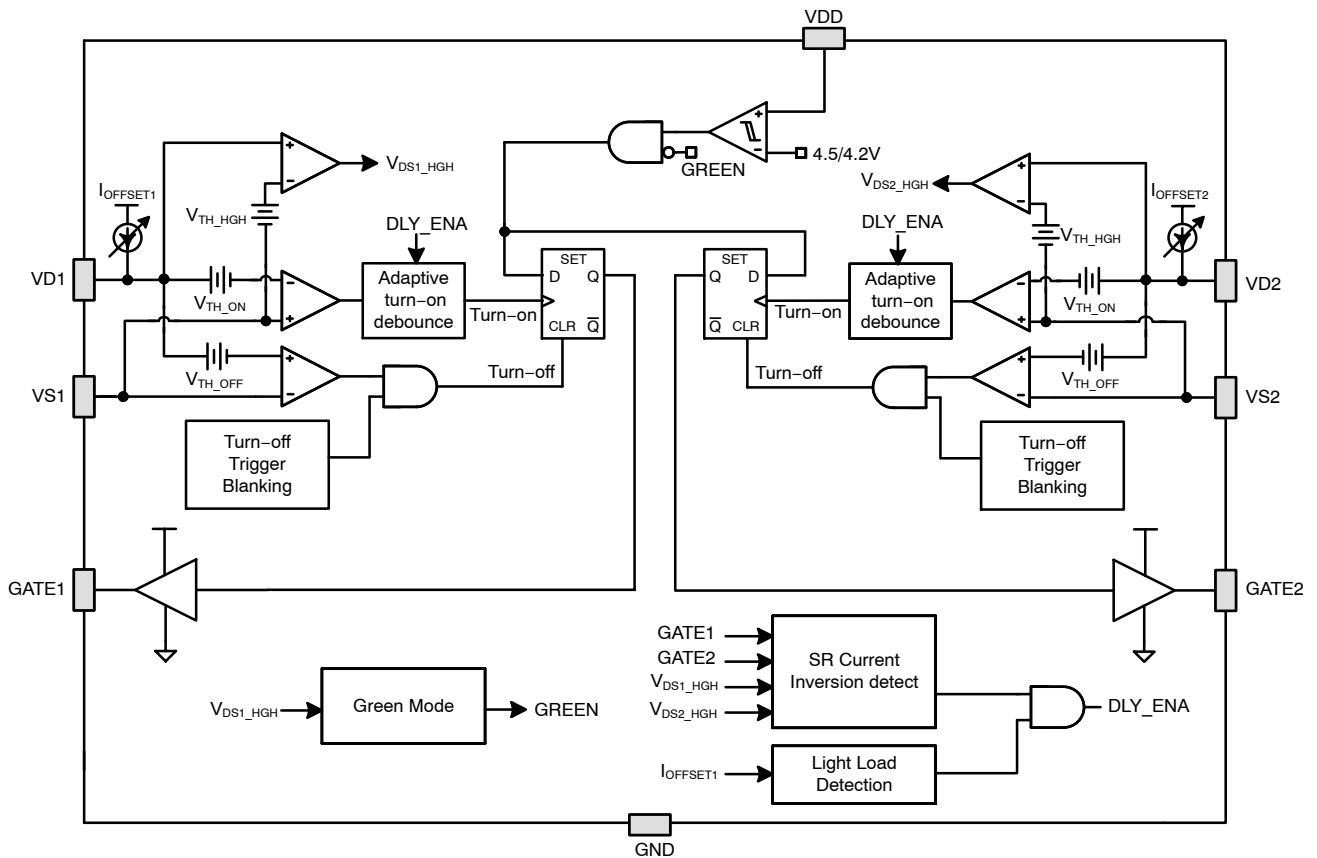 VDD
4.5/4.2V
GREEN
VDS1_HGH
VDS2_HGH
IOFFSET1
IOFFSET2
VTH_HGH
VTH_HGH
DLY_ENA
DLY_ENA
VD1
VD2
VTH_ON
VTH_ON
Adaptive
turn−on
debounce
Turn−on
SET
D
Q
CLR
Q̅
SET
Q
D
Q̅
CLR
Turn−on
Adaptive
turn−on
debounce
VTH_OFF
VTH_OFF
VS1
VS2
Turn−off
Turn−off
Turn−off
Trigger
Blanking
Turn−off
Trigger
Blanking
GATE1
GATE2
GATE1
GATE2
VDS1_HGH
VDS2_HGH
SR Current
Inversion detect
DLY_ENA
VDS1_HGH
Green Mode
GREEN
IOFFSET1
Light Load
Detection
GND